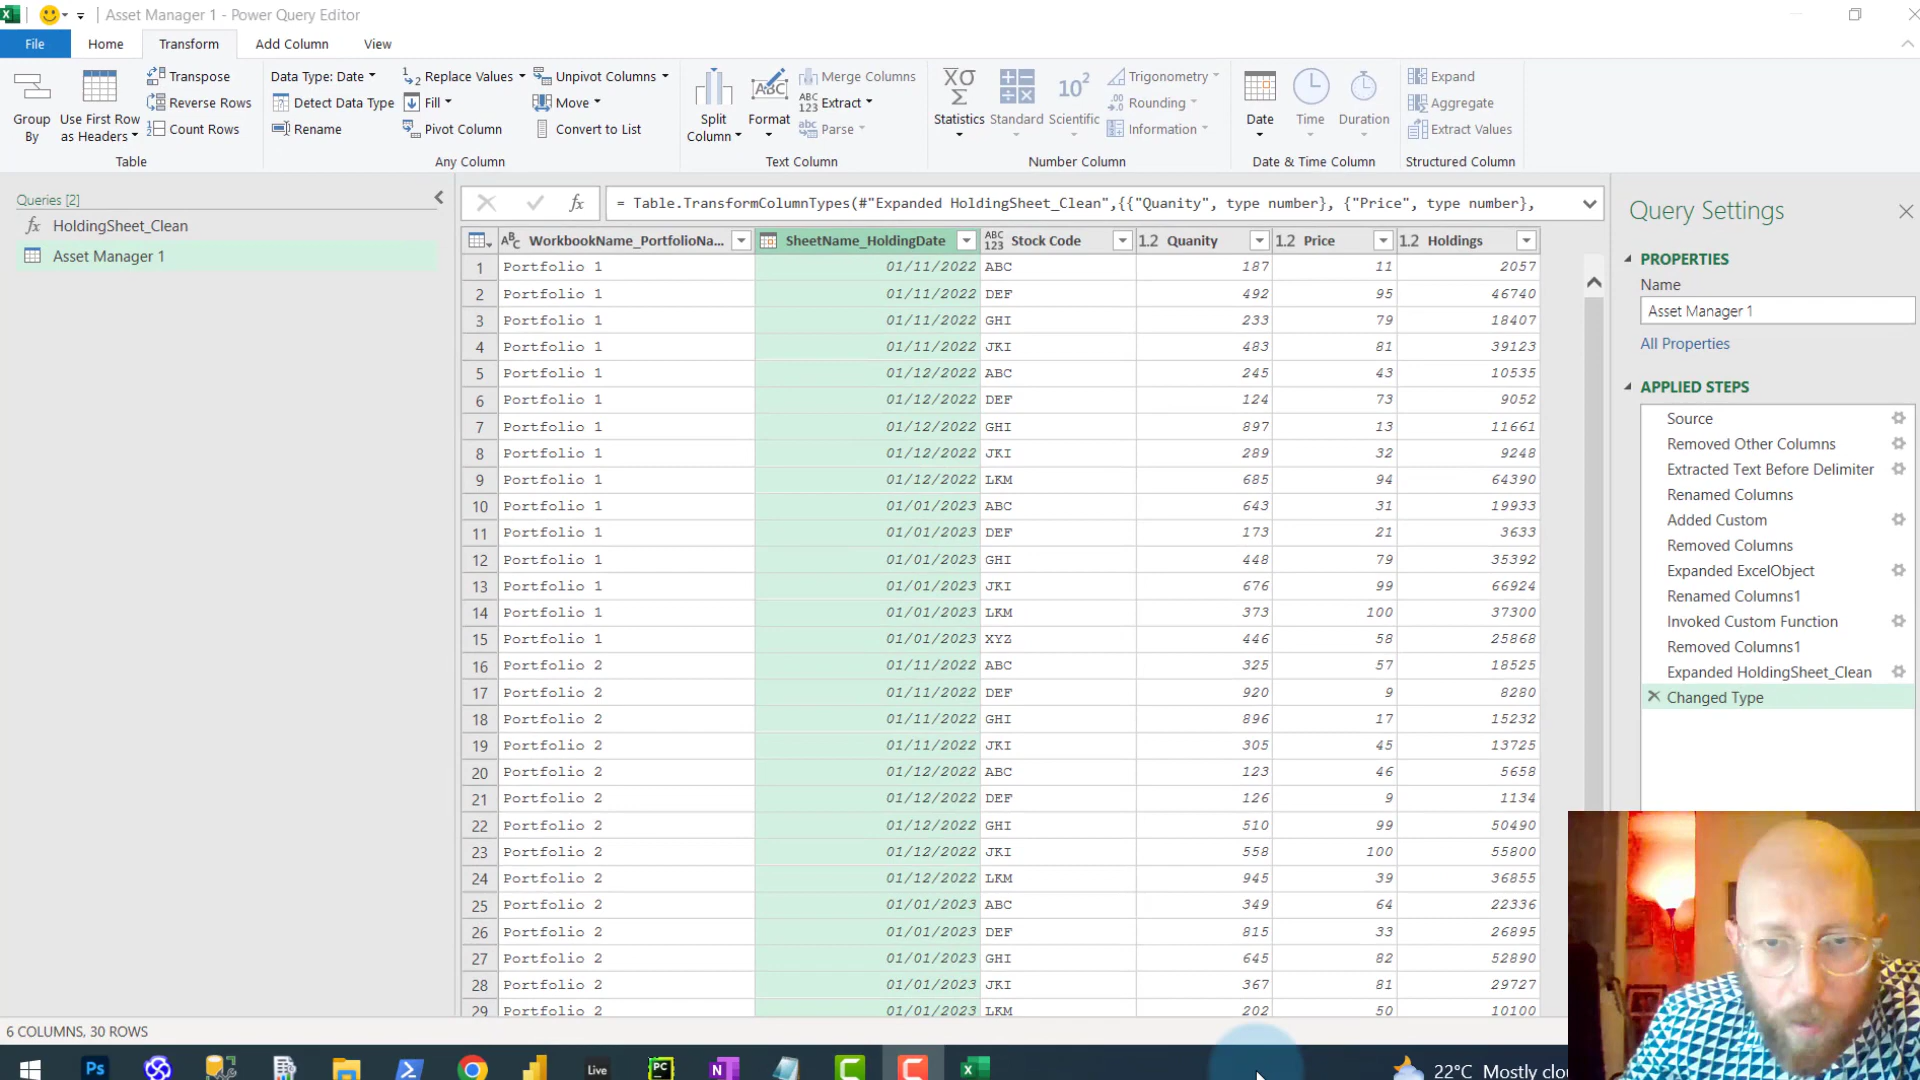 Asset Manager 1 - Power Query Editor
File Home Transform Add Column View
Group By
Use First Row as Headers
Transpose
Reverse Rows
Count Rows
Table
Data Type: Date
Detect Data Type
Rename
Replace Values
Fill
Pivot Column
Unpivot Columns
Move
Convert to List
Any Column
Split Column
Format
Merge Columns
Extract
Parse
Text Column
Statistics
Standard
Scientific
Trigonometry
Rounding
Information
Number Column
Date
Time
Duration
Date & Time Column
Expand
Aggregate
Extract Values
Structured Column
Queries [2]
HoldingSheet_Clean
Asset Manager 1
= Table.TransformColumnTypes(#"Expanded HoldingSheet_Clean",{{"Quanity", type number}, {"Price", type number},
WorkbookName_PortfolioNa... SheetName_HoldingDate Stock Code 1.2 Quanity 1.2 Price 1.2 Holdings
1 Portfolio 1 01/11/2022 ABC 187 11 2057
2 Portfolio 1 01/11/2022 DEF 492 95 46740
3 Portfolio 1 01/11/2022 GHI 233 79 18407
4 Portfolio 1 01/11/2022 JKI 483 81 39123
5 Portfolio 1 01/12/2022 ABC 245 43 10535
6 Portfolio 1 01/12/2022 DEF 124 73 9052
7 Portfolio 1 01/12/2022 GHI 897 13 11661
8 Portfolio 1 01/12/2022 JKI 289 32 9248
9 Portfolio 1 01/12/2022 LKM 685 94 64390
10 Portfolio 1 01/01/2023 ABC 643 31 19933
11 Portfolio 1 01/01/2023 DEF 173 21 3633
12 Portfolio 1 01/01/2023 GHI 448 79 35392
13 Portfolio 1 01/01/2023 JKI 676 99 66924
14 Portfolio 1 01/01/2023 LKM 373 100 37300
15 Portfolio 1 01/01/2023 XYZ 446 58 25868
16 Portfolio 2 01/11/2022 ABC 325 57 18525
17 Portfolio 2 01/11/2022 DEF 920 9 8280
18 Portfolio 2 01/11/2022 GHI 896 17 15232
19 Portfolio 2 01/11/2022 JKI 305 45 13725
20 Portfolio 2 01/12/2022 ABC 123 46 5658
21 Portfolio 2 01/12/2022 DEF 126 9 1134
22 Portfolio 2 01/12/2022 GHI 510 99 50490
23 Portfolio 2 01/12/2022 JKI 558 100 55800
24 Portfolio 2 01/12/2022 LKM 945 39 36855
25 Portfolio 2 01/01/2023 ABC 349 64 22336
26 Portfolio 2 01/01/2023 DEF 815 33 26895
27 Portfolio 2 01/01/2023 GHI 645 82 52890
28 Portfolio 2 01/01/2023 JKI 367 81 29727
29 Portfolio 2 01/01/2023 LKM 202 50 10100
Query Settings
PROPERTIES
Name
Asset Manager 1
All Properties
APPLIED STEPS
Source
Removed Other Columns
Extracted Text Before Delimiter
Renamed Columns
Added Custom
Removed Columns
Expanded ExcelObject
Renamed Columns1
Invoked Custom Function
Removed Columns1
Expanded HoldingSheet_Clean
Changed Type
6 COLUMNS, 30 ROWS
22°C Mostly clou